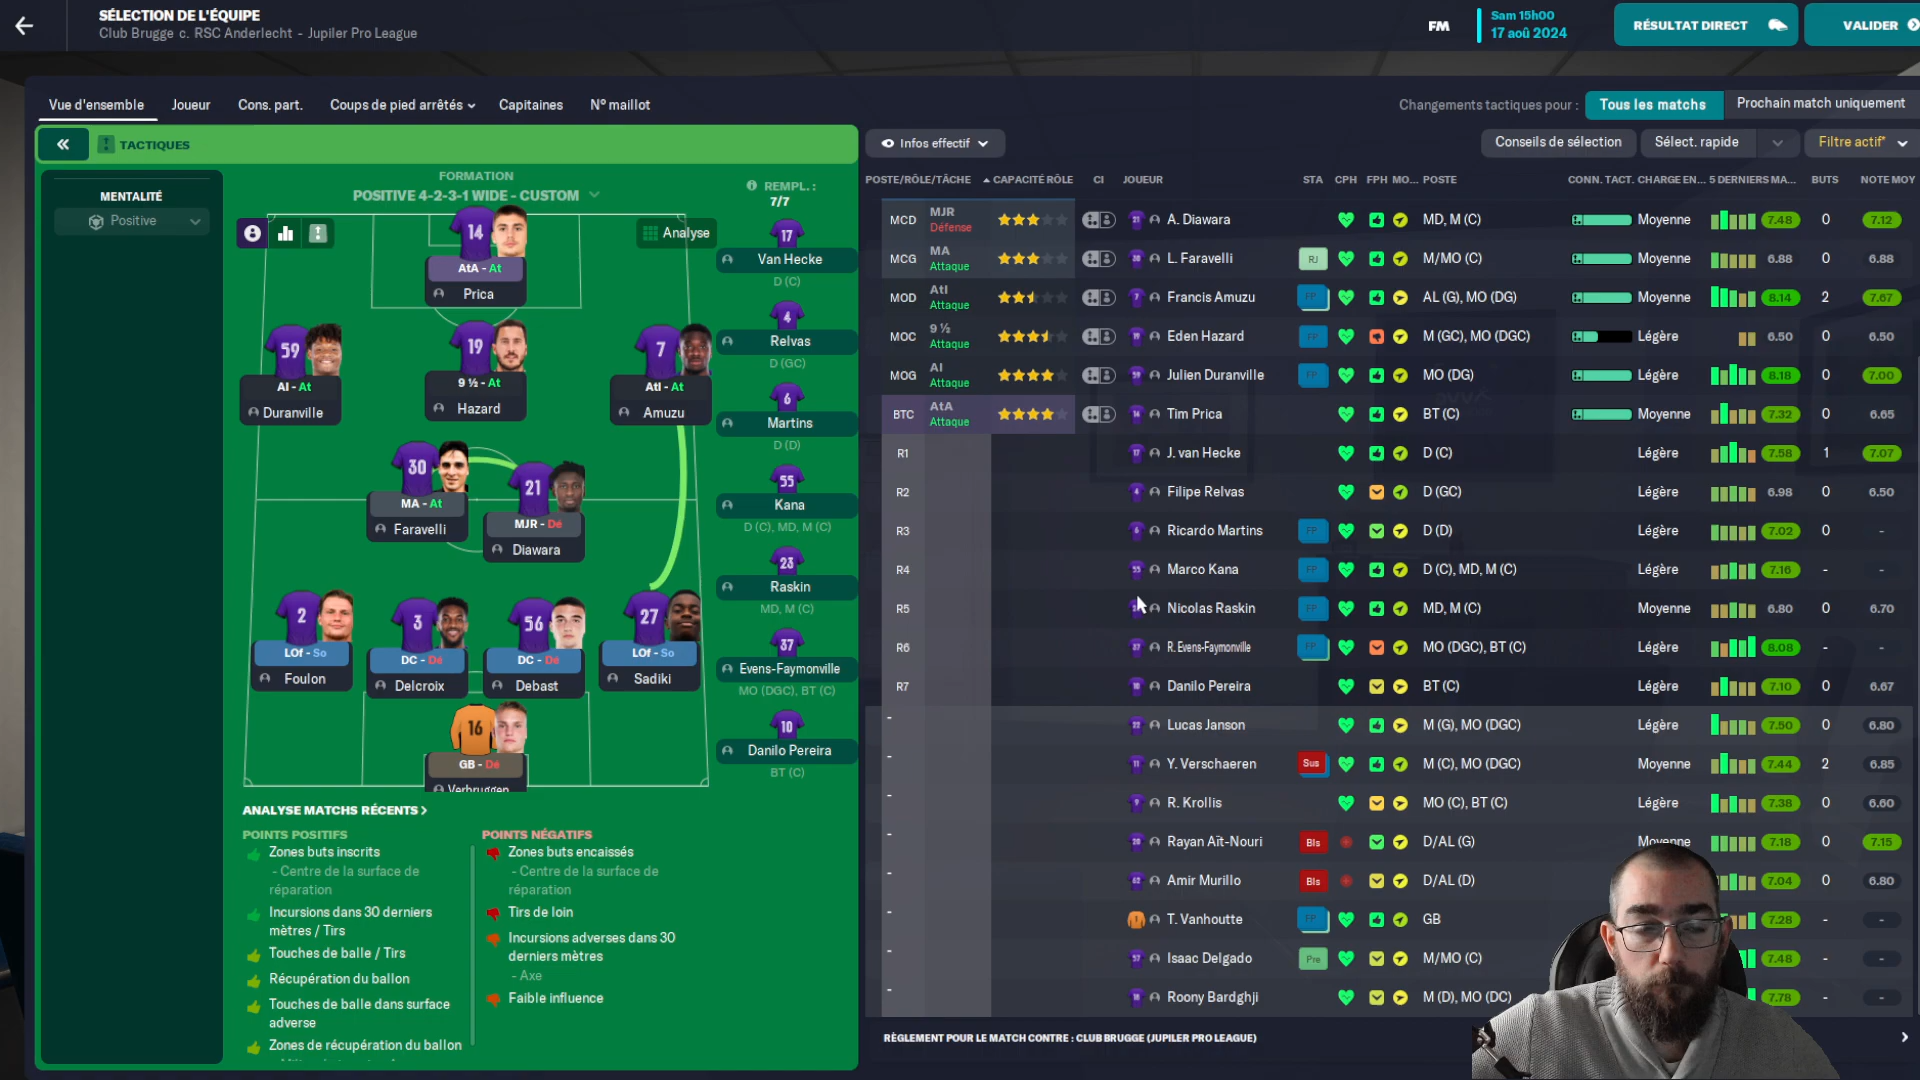 SÉLECTION DE L'ÉQUIPE
Club Brugge c. RSC Anderlecht - Jupiler Pro League
FM
Sam 15h00
17 aoû 2024
RÉSULTAT DIRECT
VALIDER
Vue d'ensemble Joueur Cons. part. Coups de pied arrêtés Capitaines N° maillot
Changements tactiques pour : Tous les matchs Prochain match uniquement
TACTIQUES
Infos effectif
Conseils de sélection Sélect. rapide Filtre actif*
MENTALITÉ
Positive
FORMATION
POSITIVE 4-2-3-1 WIDE - CUSTOM
Analyse
14
AtA - At
Prica
59
AI - At
Duranville
19
9 ½ - At
Hazard
7
AtI - At
Amuzu
30
MA - At
Faravelli
21
MJR - Dé
Diawara
2
LOf - So
Foulon
3
DC - Dé
Delcroix
56
DC - Dé
Debast
27
LOf - So
Sadiki
16
GB - Dé
Verbruggen
REMPL. :
7/7
17
Van Hecke
D (C)
4
Relvas
D (GC)
6
Martins
D (D)
55
Kana
D (C), MD, M (C)
23
Raskin
MD, M (C)
37
Evens-Faymonville
MO (DGC), BT (C)
10
Danilo Pereira
BT (C)
ANALYSE MATCHS RÉCENTS >
POINTS POSITIFS
Zones buts inscrits
- Centre de la surface de
réparation
Incursions dans 30 derniers
mètres / Tirs
Touches de balle / Tirs
Récupération du ballon
Touches de balle dans surface
adverse
Zones de récupération du ballon
POINTS NÉGATIFS
Zones buts encaissés
- Centre de la surface de
réparation
Tirs de loin
Incursions adverses dans 30
derniers mètres
- Axe
Faible influence
POSTE/RÔLE/TÂCHE CAPACITÉ RÔLE CI JOUEUR STA CPH FPH MO... POSTE CONN. TACT. CHARGE EN... 5 DERNIERS MA... BUTS NOTE MOY
MCD MJR Défense A. Diawara MD, M (C) Moyenne 7.48 0 7.12
MCG MA Attaque L. Faravelli RJ M/MO (C) Moyenne 6.88 0 6.88
MOD AtI Attaque Francis Amuzu FP AL (G), MO (DG) Moyenne 8.14 2 7.67
MOC 9 ½ Attaque Eden Hazard FP M (GC), MO (DGC) Légère 6.50 0 6.50
MOG AI Attaque Julien Duranville FP MO (DG) Légère 8.18 0 7.00
BTC AtA Attaque Tim Prica BT (C) Moyenne 7.32 0 6.65
R1 J. van Hecke D (C) Légère 7.58 1 7.07
R2 Filipe Relvas D (GC) Légère 6.98 0 6.50
R3 Ricardo Martins FP D (D) Légère 7.02 0 -
R4 Marco Kana FP D (C), MD, M (C) Légère 7.16 - -
R5 Nicolas Raskin FP MD, M (C) Moyenne 6.80 0 6.70
R6 R. Evens-Faymonville FP MO (DGC), BT (C) Légère 8.08 - -
R7 Danilo Pereira BT (C) Légère 7.10 0 6.67
- Lucas Janson M (G), MO (DGC) Légère 7.50 0 6.80
- Y. Verschaeren Sus M (C), MO (DGC) Moyenne 7.44 2 6.85
- R. Krollis MO (C), BT (C) Légère 7.38 0 6.60
- Rayan Aït-Nouri Bls D/AL (G) Moyenne 7.18 0 7.15
- Amir Murillo Bls D/AL (D) 7.04 0 6.80
- T. Vanhoutte FP GB 7.28 - -
- Isaac Delgado Pre M/MO (C) 7.48 - -
- Roony Bardghji M (D), MO (DC) 7.78 - -
RÈGLEMENT POUR LE MATCH CONTRE : CLUB BRUGGE (JUPILER PRO LEAGUE)